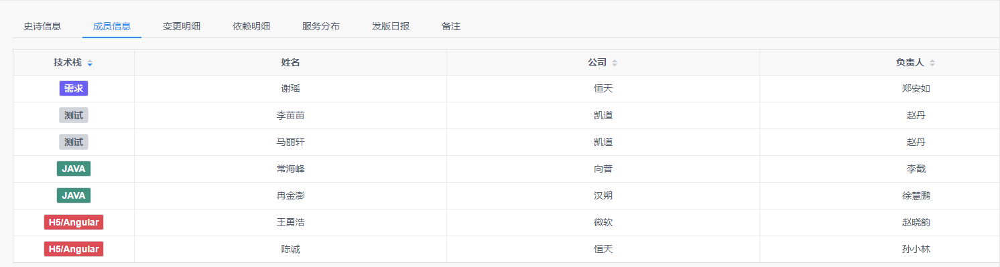 史诗信息 成员信息 变更明细 依赖明细 服务分布 发版日报 备注
技术栈 姓名 公司 负责人
需求 谢瑶 恒天 郑安如
测试 李苗苗 凯道 赵丹
测试 马丽轩 凯道 赵丹
JAVA 常海峰 向普 李戬
JAVA 冉金澎 汉朔 徐慧鹏
H5/Angular 王勇浩 微软 赵晓韵
H5/Angular 陈诚 恒天 孙小林